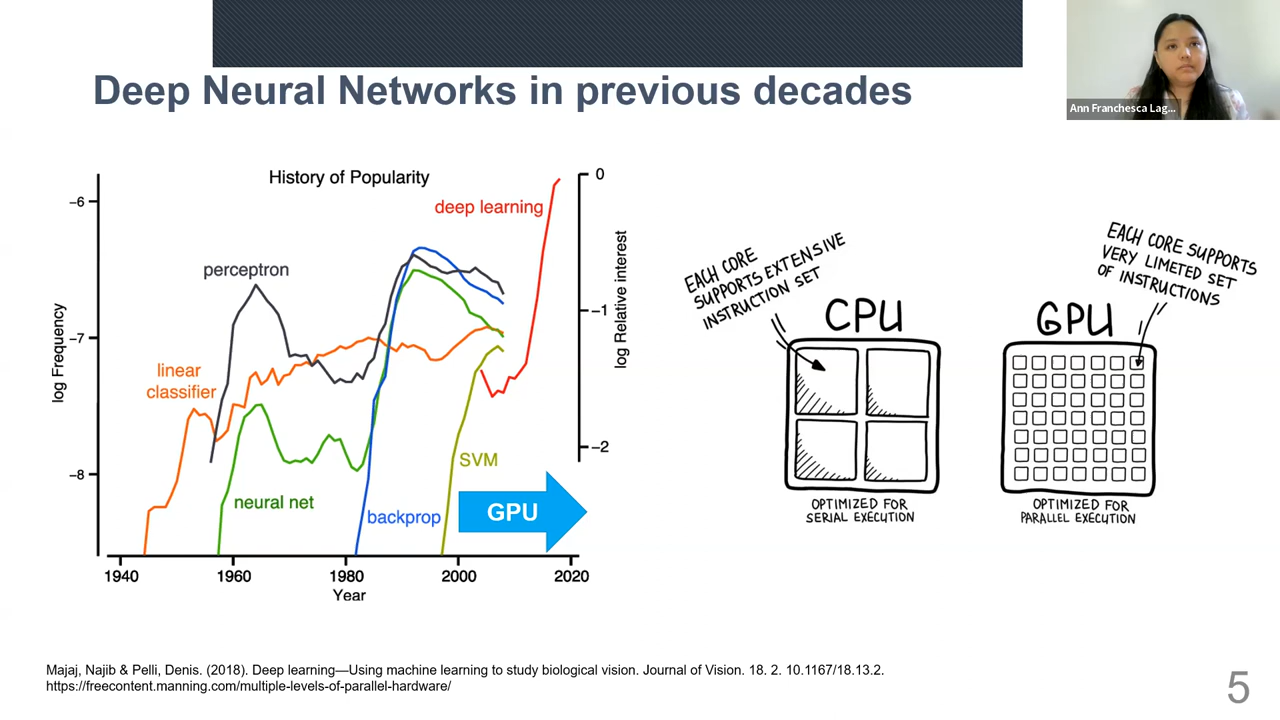 Deep Neural Networks in previous decades
Ann Franchesca Lag...
History of Popularity
deep learning
perceptron
linear
classifier
neural net
backprop
SVM
GPU
log Frequency
−6
−7
−8
0
−1
−2
log Relative interest
1940
1960
1980
2000
2020
Year
EACH CORE
SUPPORTS EXTENSIVE
INSTRUCTION SET
CPU
OPTIMIZED FOR
SERIAL EXECUTION
EACH CORE SUPPORTS
VERY LIMETED SET
OF INSTRUCTIONS
GPU
OPTIMIZED FOR
PARALLEL EXECUTION
Majaj, Najib & Pelli, Denis. (2018). Deep learning—Using machine learning to study biological vision. Journal of Vision. 18. 2. 10.1167/18.13.2.
https://freecontent.manning.com/multiple-levels-of-parallel-hardware/
5